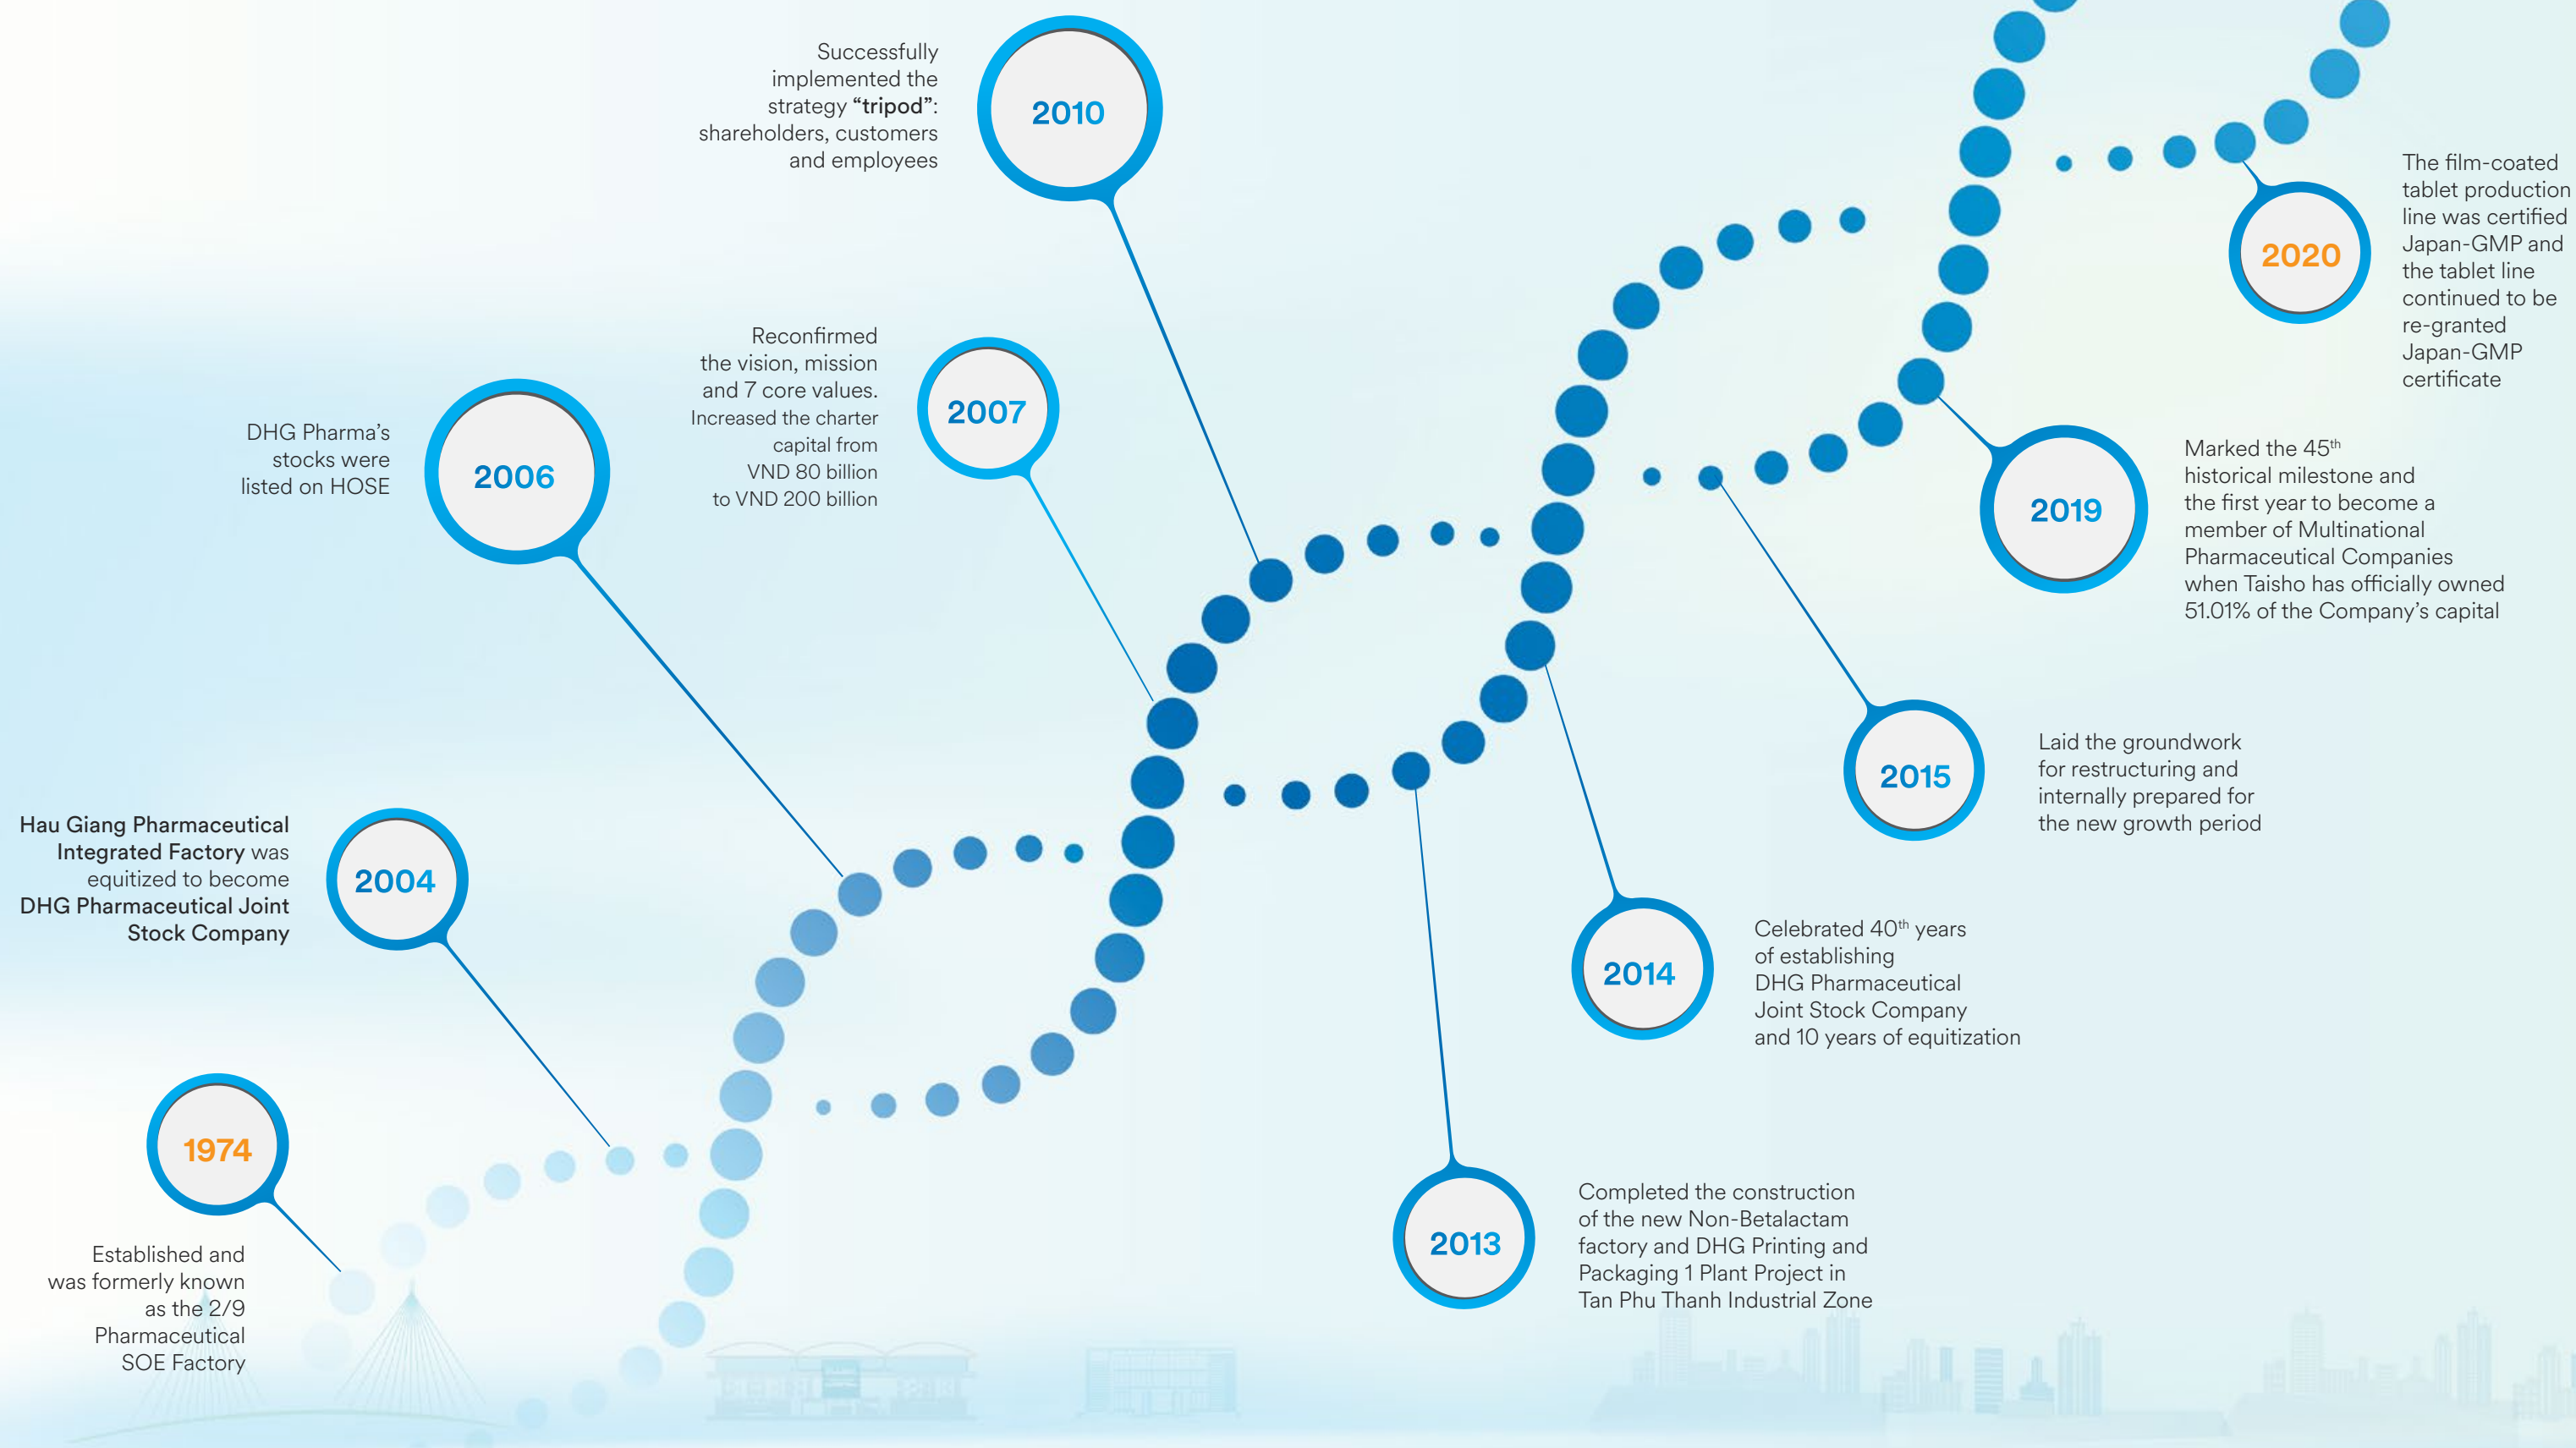 1974
Established and
was formerly known
as the 2/9
Pharmaceutical
SOE Factory
2004
Hau Giang Pharmaceutical
Integrated Factory was
equitized to become
DHG Pharmaceutical Joint
Stock Company
2006
DHG Pharma’s
stocks were
listed on HOSE
2007
Reconfirmed
the vision, mission
and 7 core values.
Increased the charter
capital from
VND 80 billion
to VND 200 billion
2010
Successfully
implemented the
strategy “tripod”:
shareholders, customers
and employees
2013
Completed the construction
of the new Non-Betalactam
factory and DHG Printing and
Packaging 1 Plant Project in
Tan Phu Thanh Industrial Zone
2014
Celebrated 40th years
of establishing
DHG Pharmaceutical
Joint Stock Company
and 10 years of equitization
2015
Laid the groundwork
for restructuring and
internally prepared for
the new growth period
2019
Marked the 45th
historical milestone and
the first year to become a
member of Multinational
Pharmaceutical Companies
when Taisho has officially owned
51.01% of the Company’s capital
2020
The film-coated
tablet production
line was certified
Japan-GMP and
the tablet line
continued to be
re-granted
Japan-GMP
certificate